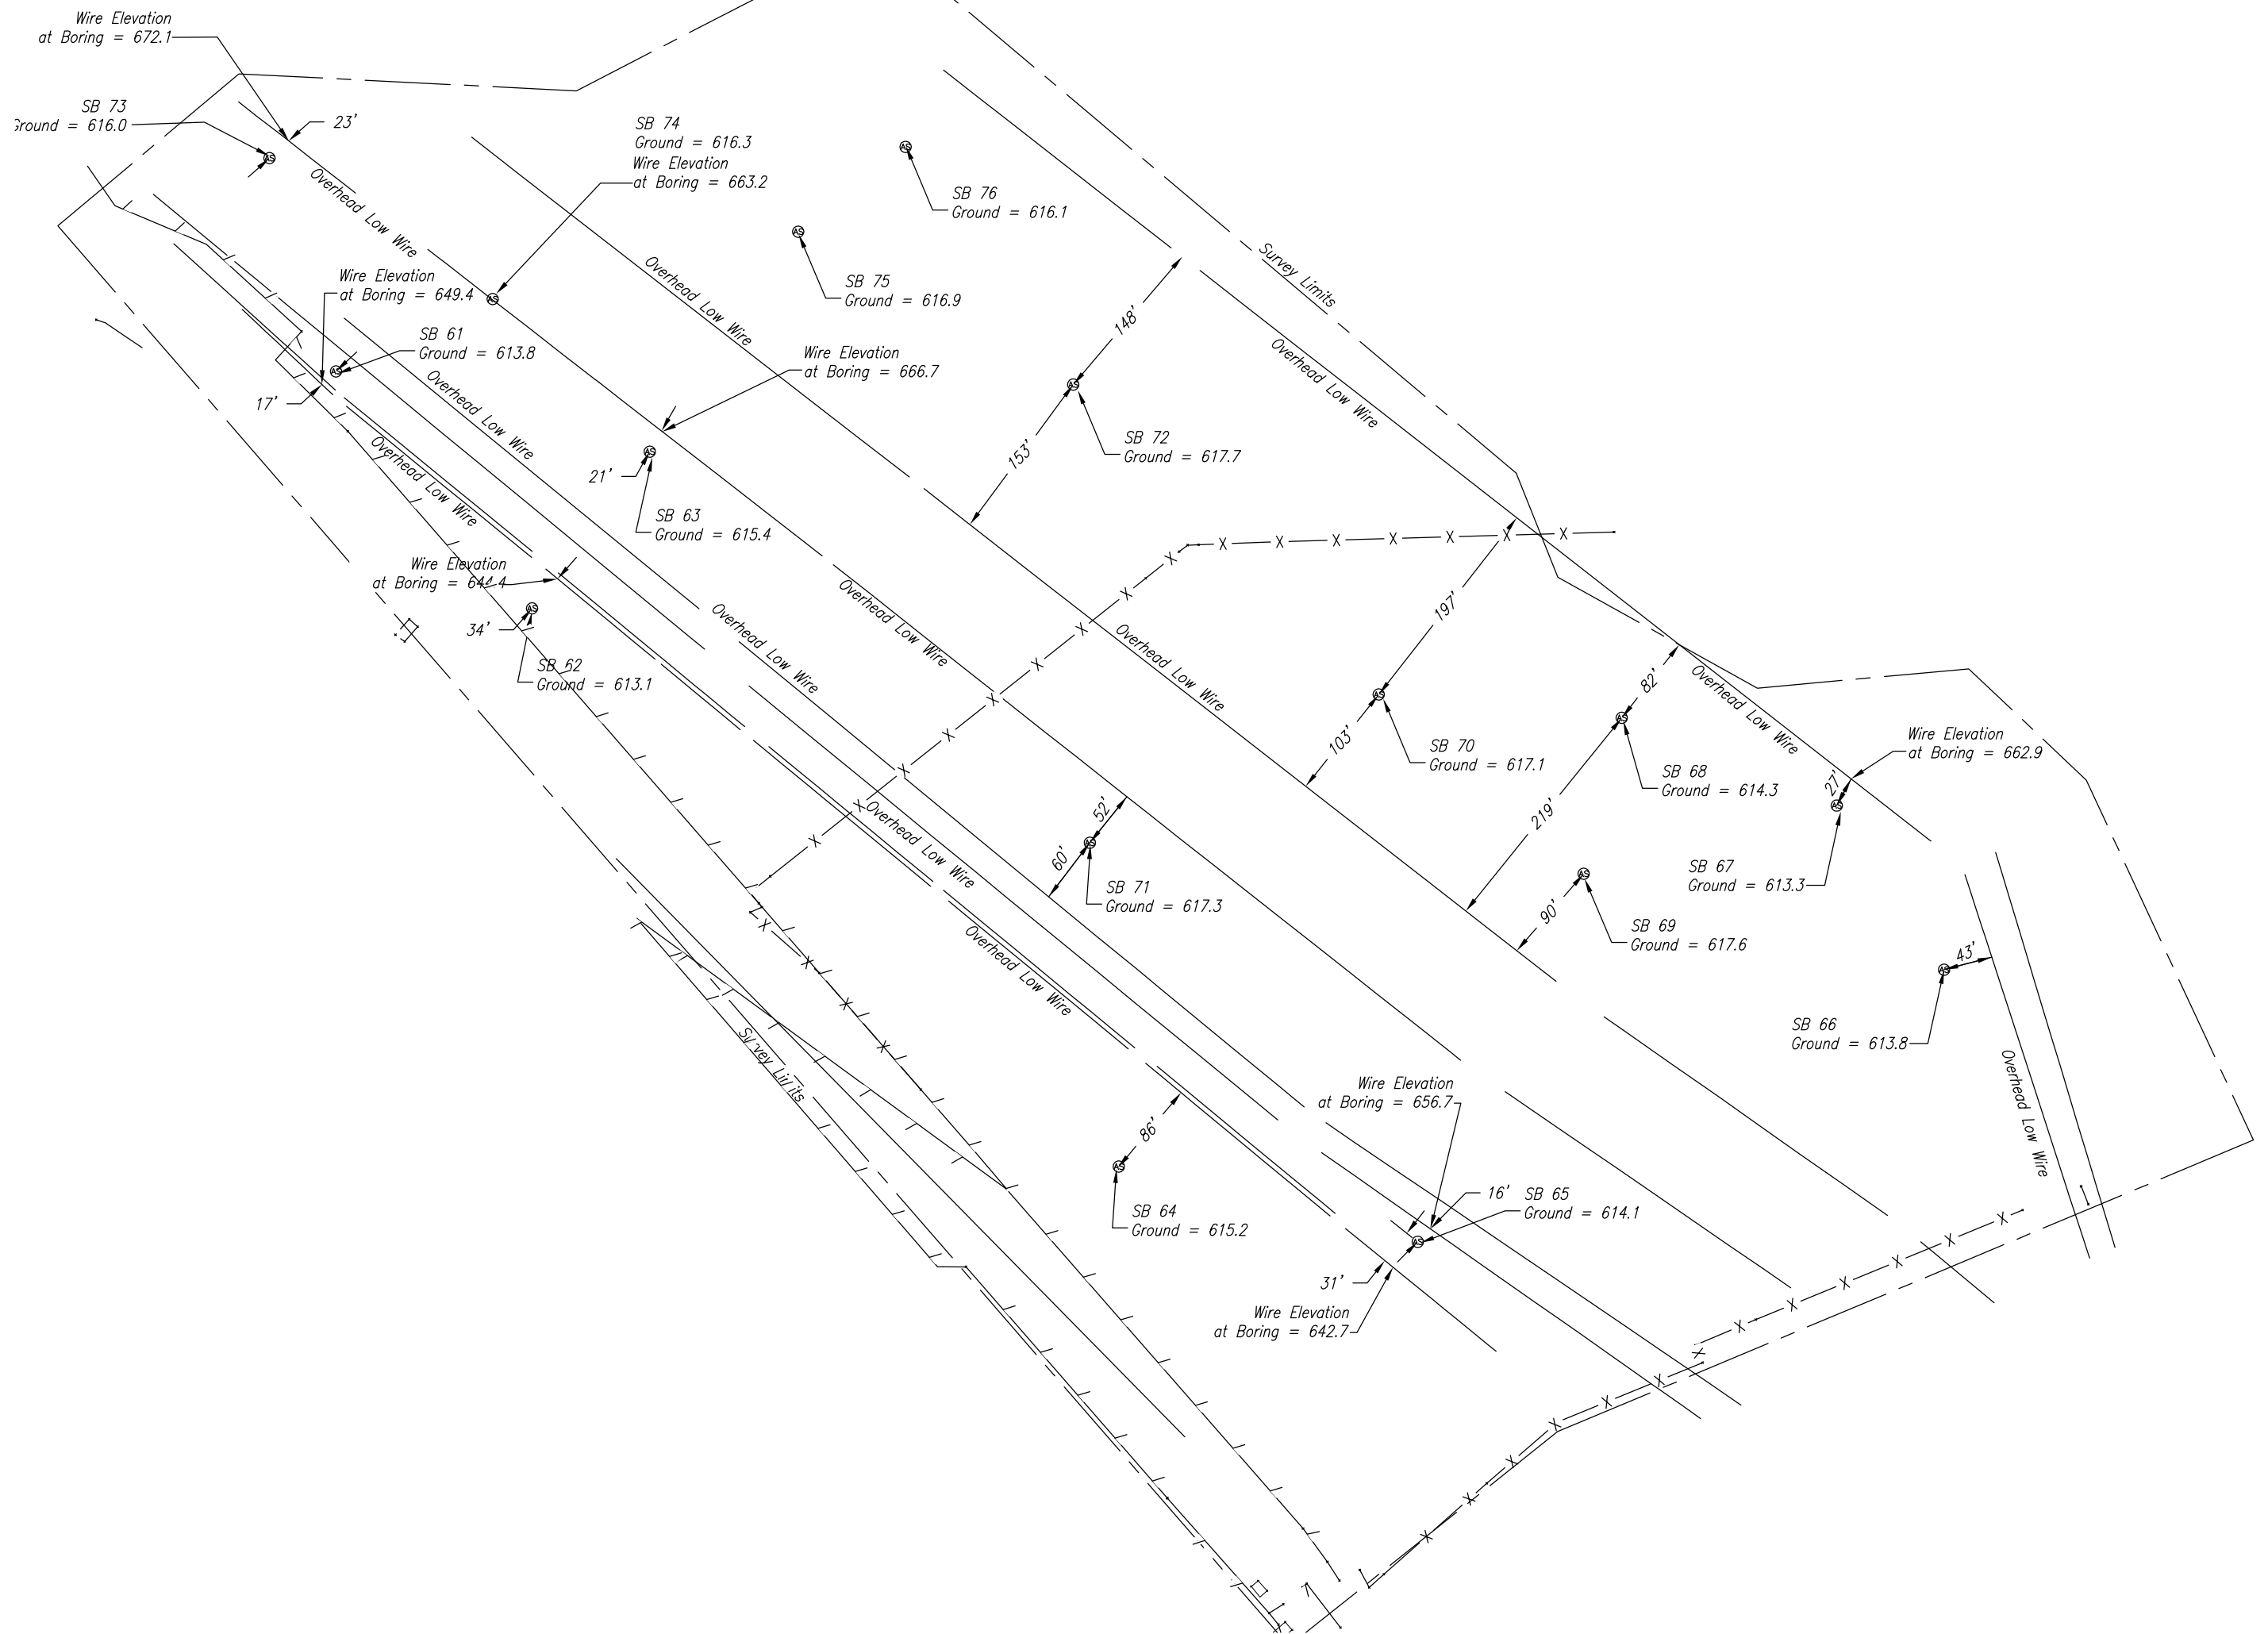 Wire Elevation
at Boring = 672.1
SB 73
Ground = 616.0
23'
SB 74
Ground = 616.3
Wire Elevation
at Boring = 663.2
SB 76
Ground = 616.1
Overhead Low Wire
Survey Limits
Overhead Low Wire
Wire Elevation
at Boring = 649.4
SB 75
Ground = 616.9
148'
SB 61
Ground = 613.8
Wire Elevation
at Boring = 666.7
Overhead Low Wire
17'
Overhead Low Wire
SB 72
Ground = 617.7
153'
Overhead Low Wire
21'
SB 63
Ground = 615.4
X X X X X X X X
Wire Elevation
at Boring =
34'
SB 62
Ground = 613.1
Overhead Low Wire
Overhead Low Wire
Overhead Low Wire
197'
103'
SB 70
Ground = 617.1
82'
Overhead Low Wire
Wire Elevation
at Boring = 662.9
27'
SB 68
Ground = 614.3
219'
52'
60'
SB 71
Ground = 617.3
Overhead Low Wire
SB 67
Ground = 613.3
90'
SB 69
Ground = 617.6
Overhead Low Wire
43'
SB 66
Ground = 613.8
Survey Limits
Overhead Low Wire
86'
Wire Elevation
at Boring = 656.7
SB 64
Ground = 615.2
16'
SB 65
Ground = 614.1
31'
Wire Elevation
at Boring = 642.7